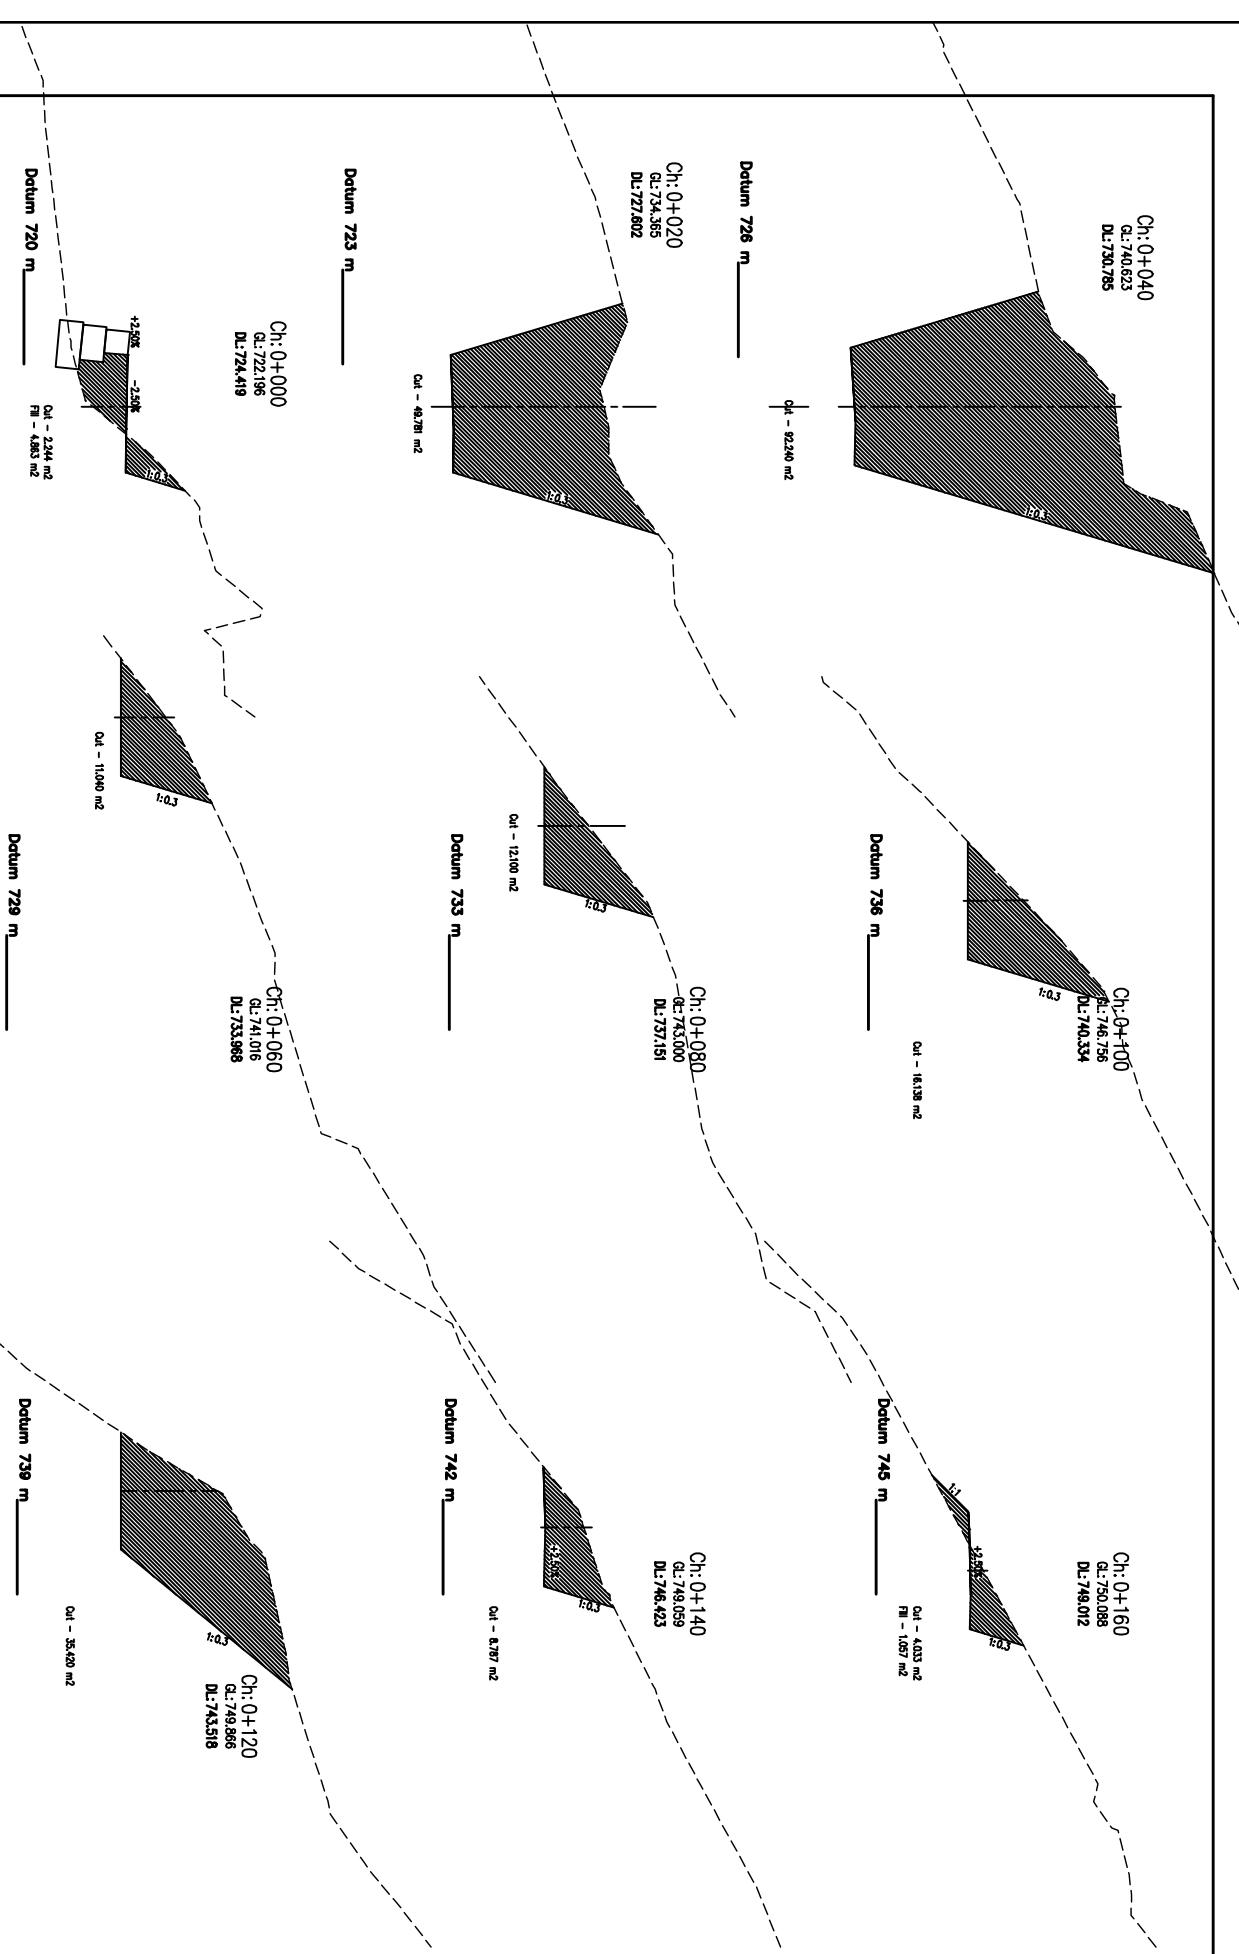 Ch: 0+040
GL: 740.623
DL: 730.785
1:0.3
Cut - 92.240 m2
Datum 726 m
Ch: 0+020
GL: 734.365
DL: 727.602
1:0.3
Cut - 49.781 m2
Datum 723 m
Ch: 0+000
GL: 722.196
DL: 724.419
+2.50%
-2.50%
1:0.3
Cut - 2.244 m2
Fill - 4.863 m2
Datum 720 m
Ch: 0+100
GL: 746.756
DL: 740.334
1:0.3
Cut - 16.138 m2
Datum 736 m
Ch: 0+080
GL: 743.000
DL: 737.151
1:0.3
Cut - 12.100 m2
Datum 733 m
Ch: 0+060
GL: 741.016
DL: 733.968
1:0.3
Cut - 11.040 m2
Datum 729 m
Ch: 0+160
GL: 750.088
DL: 749.012
1:1
+2.50%
1:0.3
Cut - 4.033 m2
Fill - 1.057 m2
Datum 745 m
Ch: 0+140
GL: 749.059
DL: 746.423
+2.50%
1:0.3
Cut - 8.787 m2
Datum 742 m
Ch: 0+120
GL: 749.866
DL: 743.518
1:0.3
Cut - 35.420 m2
Datum 739 m